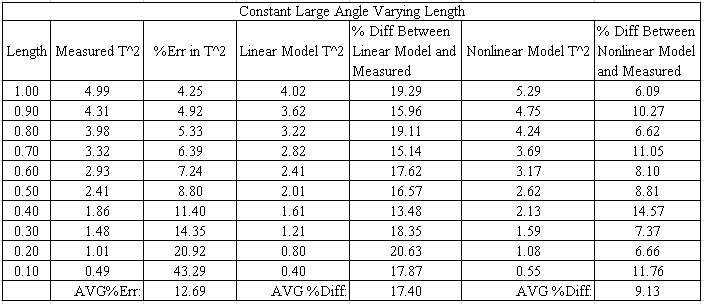 Constant Large Angle Varying Length
Length Measured T^2 %Err in T^2 Linear Model T^2 % Diff Between Linear Model and Measured Nonlinear Model T^2 % Diff Between Nonlinear Model and Measured
1.00 4.99 4.25 4.02 19.29 5.29 6.09
0.90 4.31 4.92 3.62 15.96 4.75 10.27
0.80 3.98 5.33 3.22 19.11 4.24 6.62
0.70 3.32 6.39 2.82 15.14 3.69 11.05
0.60 2.93 7.24 2.41 17.62 3.17 8.10
0.50 2.41 8.80 2.01 16.57 2.62 8.81
0.40 1.86 11.40 1.61 13.48 2.13 14.57
0.30 1.48 14.35 1.21 18.35 1.59 7.37
0.20 1.01 20.92 0.80 20.63 1.08 6.66
0.10 0.49 43.29 0.40 17.87 0.55 11.76
AVG%Err: 12.69 AVG %Diff: 17.40 AVG %Diff: 9.13